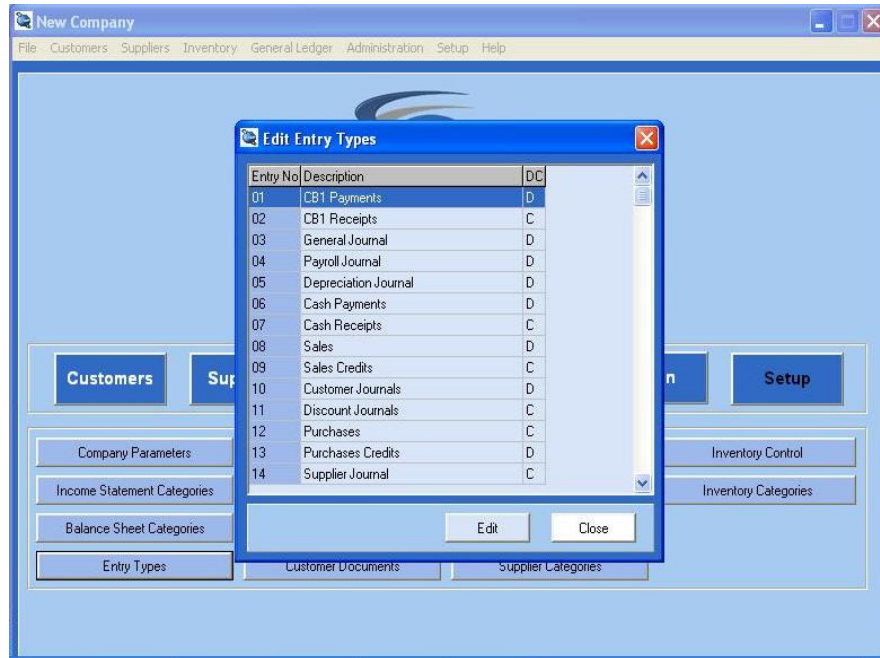 New Company
File Customers Suppliers Inventory General Ledger Administration Setup Help
Edit Entry Types
Entry No Description DC
01 CB1 Payments D
02 CB1 Receipts C
03 General Journal D
04 Payroll Journal D
05 Depreciation Journal D
06 Cash Payments D
07 Cash Receipts C
08 Sales D
09 Sales Credits C
10 Customer Journals D
11 Discount Journals C
12 Purchases C
13 Purchases Credits D
14 Supplier Journal C
Edit Close
Customers Sup n Setup
Company Parameters Inventory Control
Income Statement Categories Inventory Categories
Balance Sheet Categories
Entry Types Customer Documents Supplier Categories